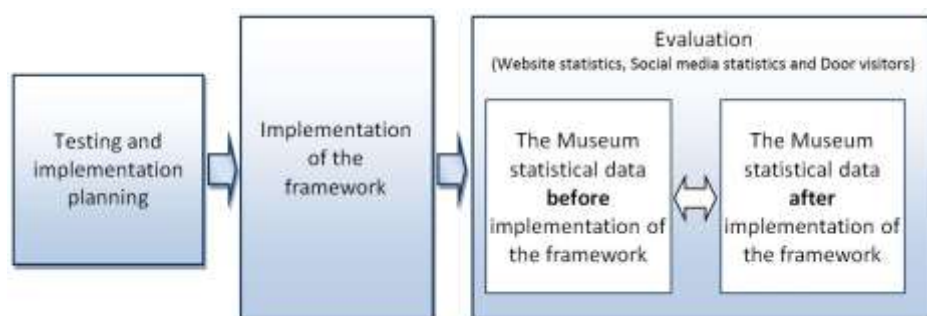 Testing and
implementation
planning
Implementation
of the
framework
Evaluation
(Website statistics, Social media statistics and Door visitors)
The Museum
statistical data
before
implementation of
the framework
The Museum
statistical data
after
implementation of
the framework